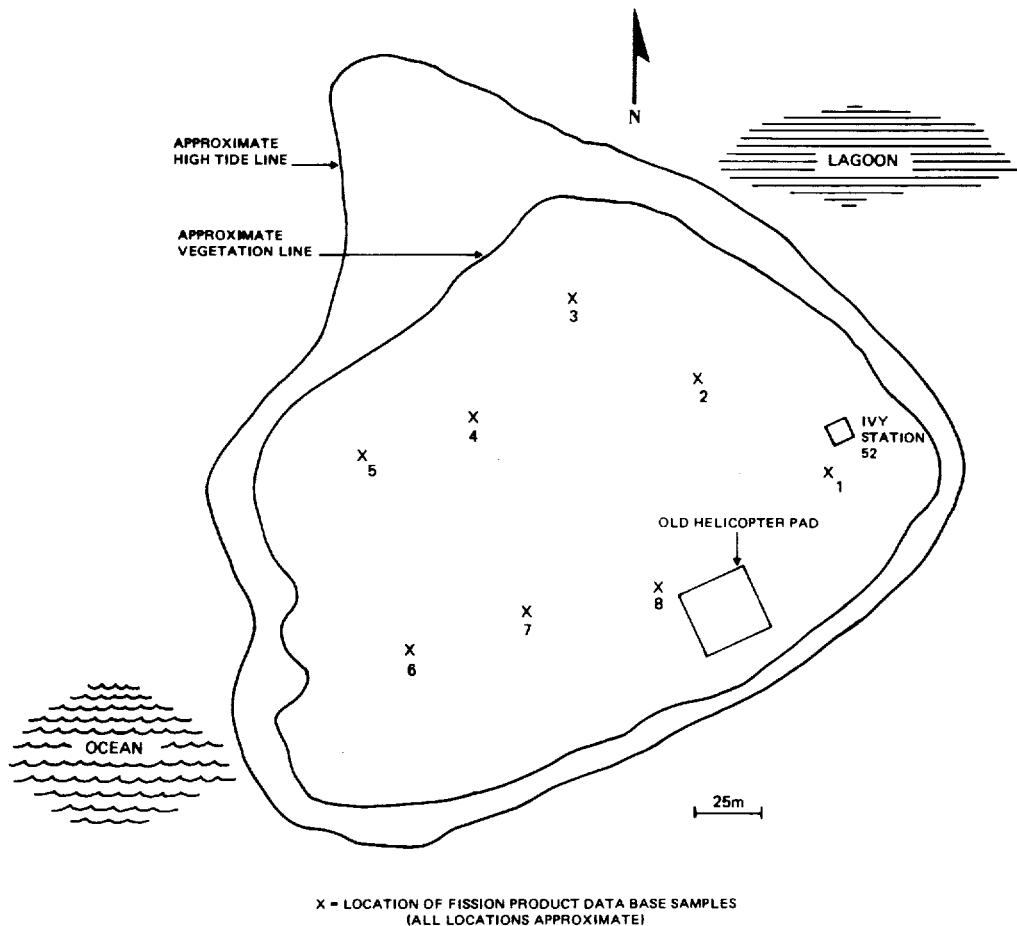 N
APPROXIMATE
HIGH TIDE LINE
LAGOON
APPROXIMATE
VEGETATION LINE
3
2
4
IVY
STATION
52
5
1
OLD HELICOPTER PAD
8
7
6
OCEAN
25m
X = LOCATION OF FISSION PRODUCT DATA BASE SAMPLES
(ALL LOCATIONS APPROXIMATE)